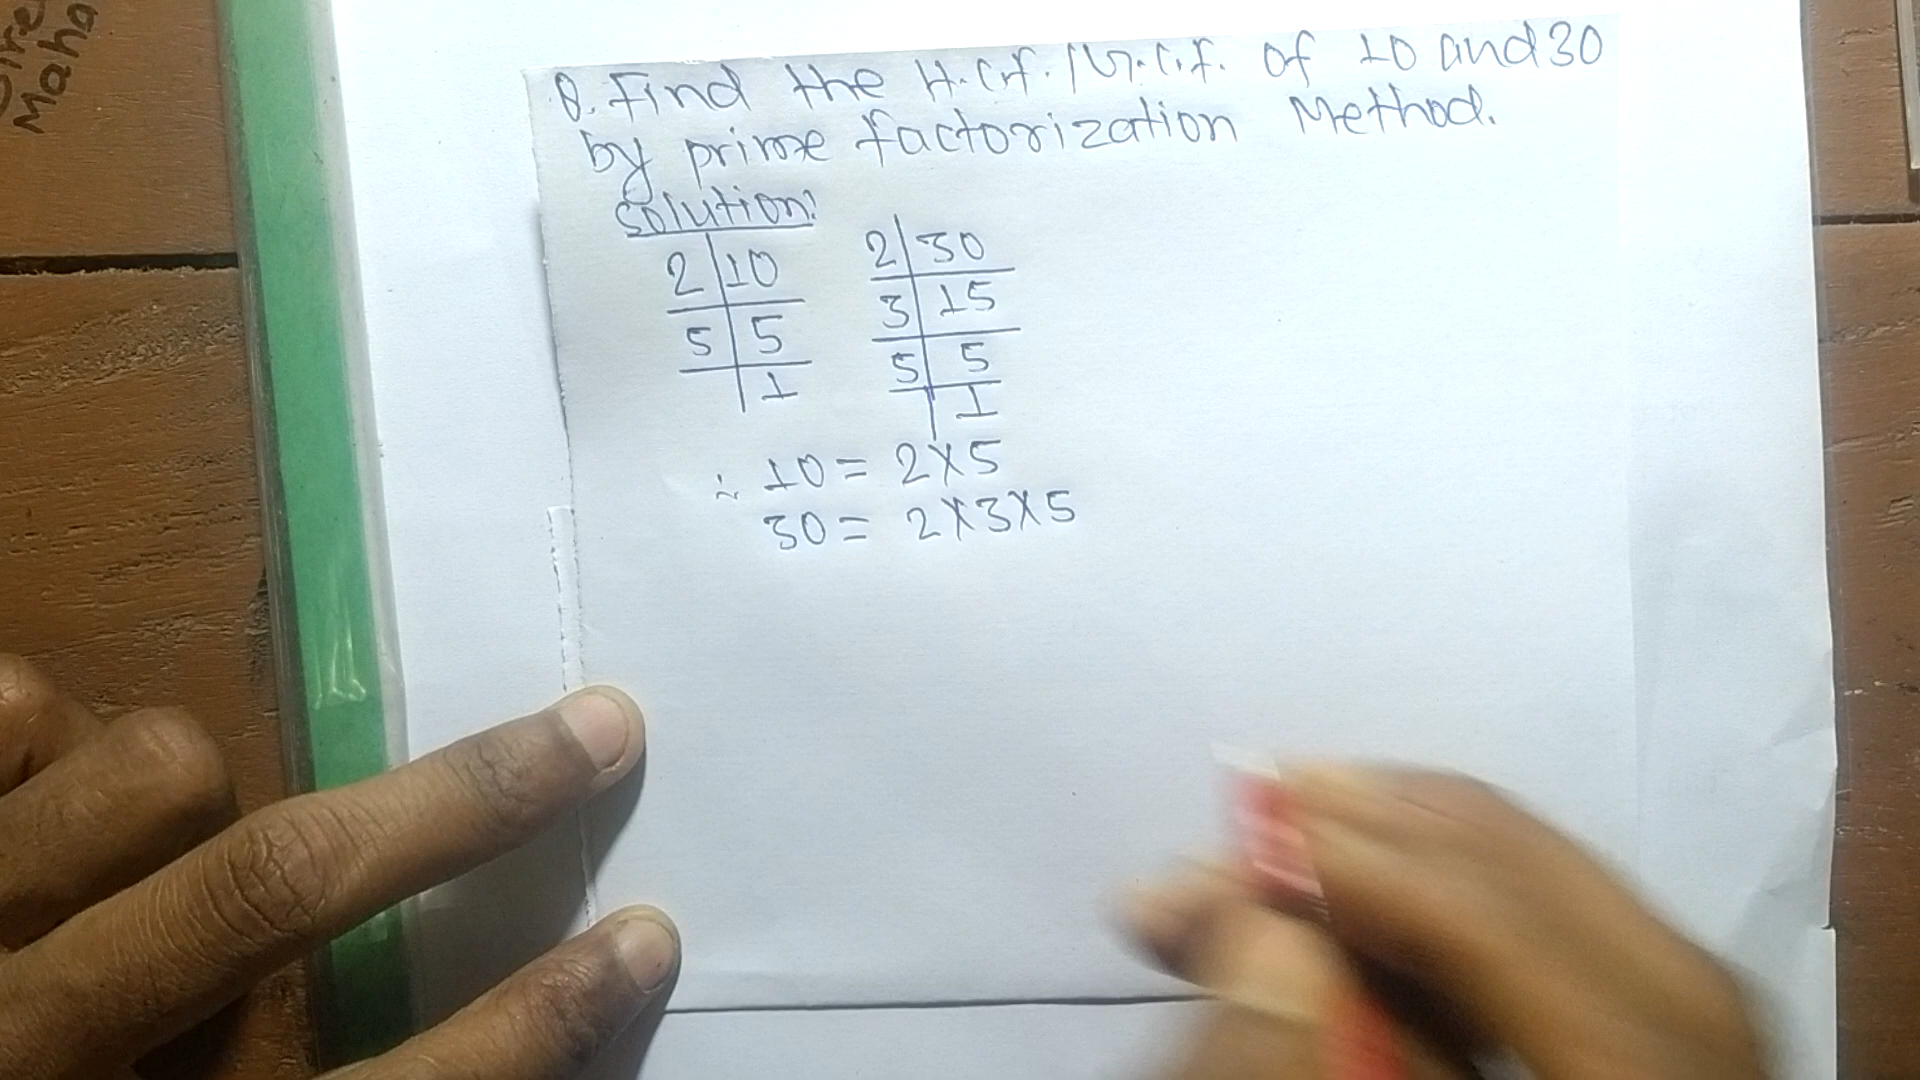 Q. Find the H.C.f. / G.C.f. of 10 and 30
by prime factorization Method.
Solution:
2 | 10
5 | 5
1
2 | 30
3 | 15
5 | 5
1
∴ 10 = 2×5
30 = 2×3×5
Maha